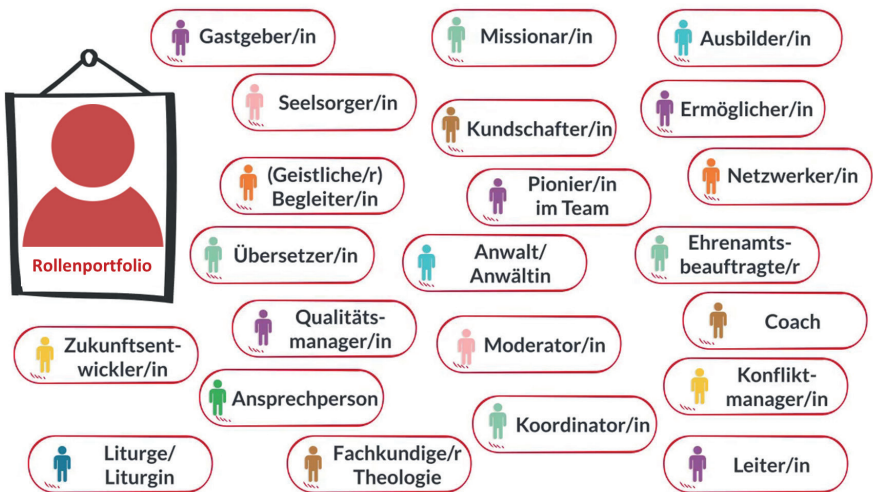 Gastgeber/in
Missionar/in
Ausbilder/in
Seelsorger/in
Kundschafter/in
Ermöglicher/in
(Geistliche/r)
Begleiter/in
Pionier/in
im Team
Netzwerker/in
Rollenportfolio
Übersetzer/in
Anwalt/
Anwältin
Ehrenamts-
beauftragte/r
Qualitäts-
manager/in
Coach
Zukunftsent-
wickler/in
Moderator/in
Konflikt-
manager/in
Ansprechperson
Koordinator/in
Liturge/
Liturgin
Fachkundige/r
Theologie
Leiter/in